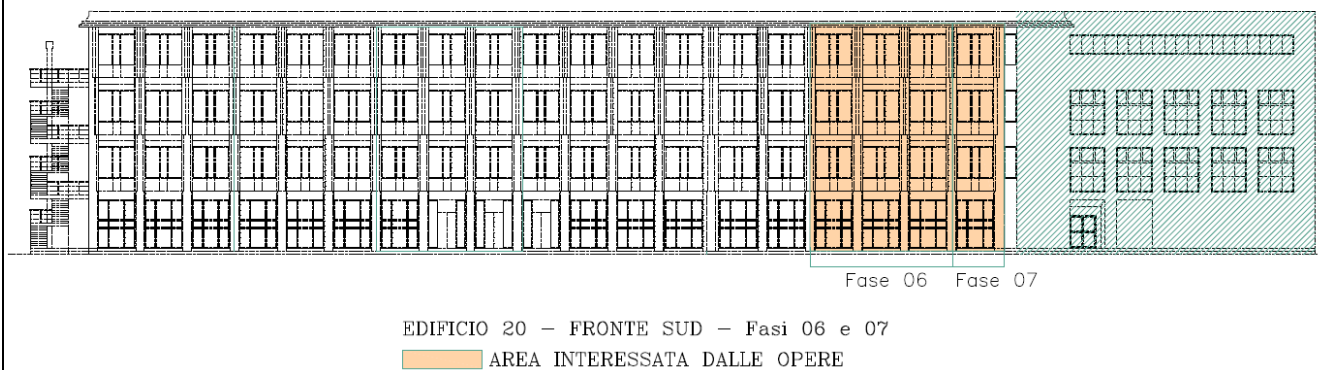 Fase 06 Fase 07
EDIFICIO 20 – FRONTE SUD – Fasi 06 e 07
AREA INTERESSATA DALLE OPERE